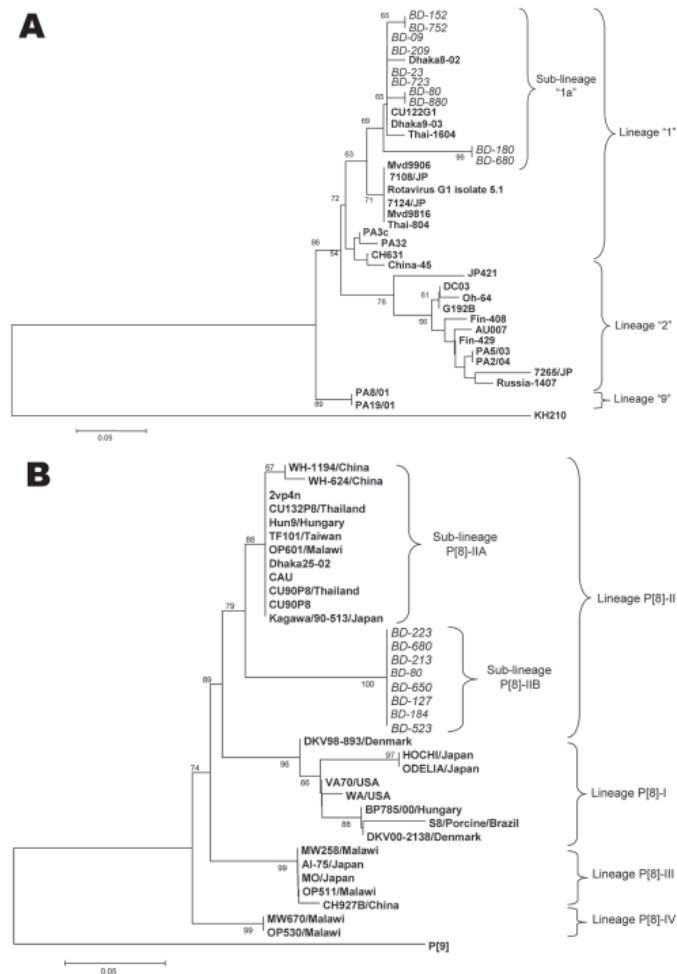 A
65
BD-152
BD-752
BD-09
BD-209
Dhaka8-02
BD-23
BD-723
65
BD-80
BD-880
CU122G1
Dhaka9-03
Thai-1604
69
BD-180
96
BD-680
Sub-lineage
"1a"
Lineage "1"
63
Mvd9906
7108/JP
Rotavirus G1 isolate 5.1
71
7124/JP
Mvd9816
Thai-804
72
PA3c
PA32
CH631
China-45
66
54
JP421
78
DC03
61
Oh-64
G192B
56
Fin-408
AU007
Fin-429
PA5/03
PA2/04
7265/JP
Russia-1407
Lineage "2"
PA8/01
89
PA19/01
Lineage "9"
KH210
0.05
B
67
WH-1194/China
WH-624/China
2vp4n
CU132P8/Thailand
Hun9/Hungary
88
TF101/Taiwan
OP601/Malawi
Dhaka25-02
CAU
CU90P8/Thailand
CU90P8
Kagawa/90-513/Japan
Sub-lineage
P[8]-IIA
Lineage P[8]-II
79
BD-223
BD-680
BD-213
BD-80
100
BD-650
BD-127
BD-184
BD-523
Sub-lineage
P[8]-IIB
89
DKV98-893/Denmark
96
97
HOCHI/Japan
ODELIA/Japan
66
VA70/USA
WA/USA
BP785/00/Hungary
88
S8/Porcine/Brazil
DKV00-2138/Denmark
Lineage P[8]-I
74
MW258/Malawi
AI-75/Japan
99
MO/Japan
OP511/Malawi
CH927B/China
Lineage P[8]-III
MW670/Malawi
99
OP530/Malawi
Lineage P[8]-IV
P[9]
0.05